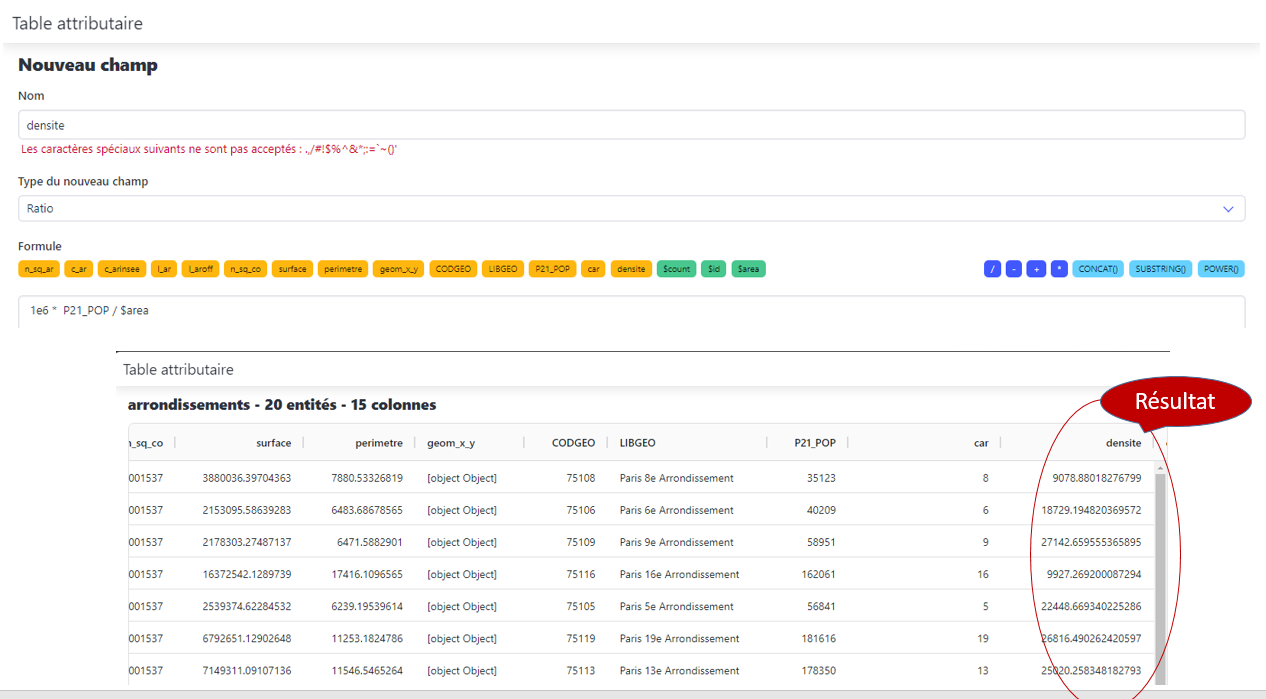 Table attributaire
Nouveau champ
Nom
densite
Les caractères spéciaux suivants ne sont pas acceptés : .,/#!$%^&*;:=`~()'
Type du nouveau champ
Ratio
Formule
n_sq_ar c_ar c_arinsee l_ar l_aroff n_sq_co surface perimetre geom_x_y CODGEO LIBGEO P21_POP car densite $count $id $area / - + * CONCAT() SUBSTRING() POWER()
1e6 * P21_POP / $area
Table attributaire
arrondissements - 20 entités - 15 colonnes
Résultat
n_sq_co surface perimetre geom_x_y CODGEO LIBGEO P21_POP car densite
001537 3880036.39704363 7880.53326819 [object Object] 75108 Paris 8e Arrondissement 35123 8 9078.88018276799
001537 2153095.58639283 6483.68678565 [object Object] 75106 Paris 6e Arrondissement 40209 6 18729.194820369572
001537 2178303.27487137 6471.5882901 [object Object] 75109 Paris 9e Arrondissement 58951 9 27142.659555365895
001537 16372542.1289739 17416.1096565 [object Object] 75116 Paris 16e Arrondissement 162061 16 9927.269200087294
001537 2539374.62284532 6239.19539614 [object Object] 75105 Paris 5e Arrondissement 56841 5 22448.669340225286
001537 6792651.12902648 11253.1824786 [object Object] 75119 Paris 19e Arrondissement 181616 19 26816.490262420597
001537 7149311.09107136 11546.5465264 [object Object] 75113 Paris 13e Arrondissement 178350 13 25020.258348182793